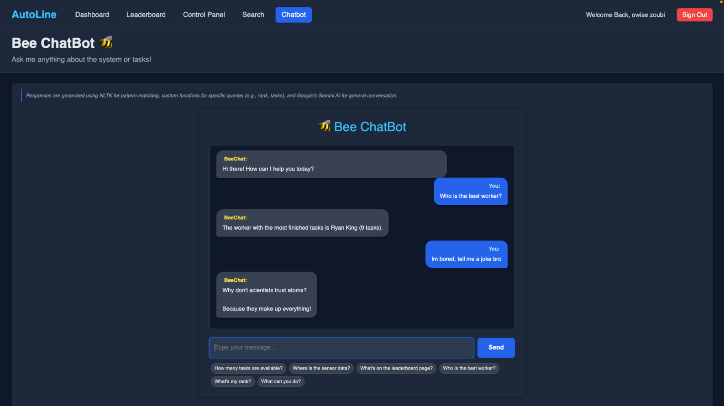 AutoLine Dashboard Leaderboard Control Panel Search Chatbot Welcome Back, owise zoubi Sign Out
Bee ChatBot
Ask me anything about the system or tasks!
Responses are generated using NLTK for pattern matching, custom functions for specific queries (e.g., rank, tasks), and Google's Gemini AI for general conversation.
Bee ChatBot
BeeChat:
Hi there! How can I help you today?
You:
Who is the best worker?
BeeChat:
The worker with the most finished tasks is Ryan King (9 tasks).
You:
Im bored, tell me a joke bro
BeeChat:
Why don't scientists trust atoms?
Because they make up everything!
Type your message... Send
How many tasks are available? Where is the sensor data? What's on the leaderboard page? Who is the best worker?
What's my rank? What can you do?